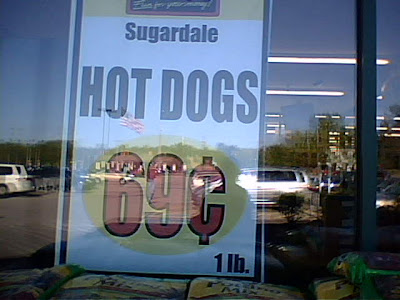 Sugardale
HOT DOGS
69¢
1 lb.